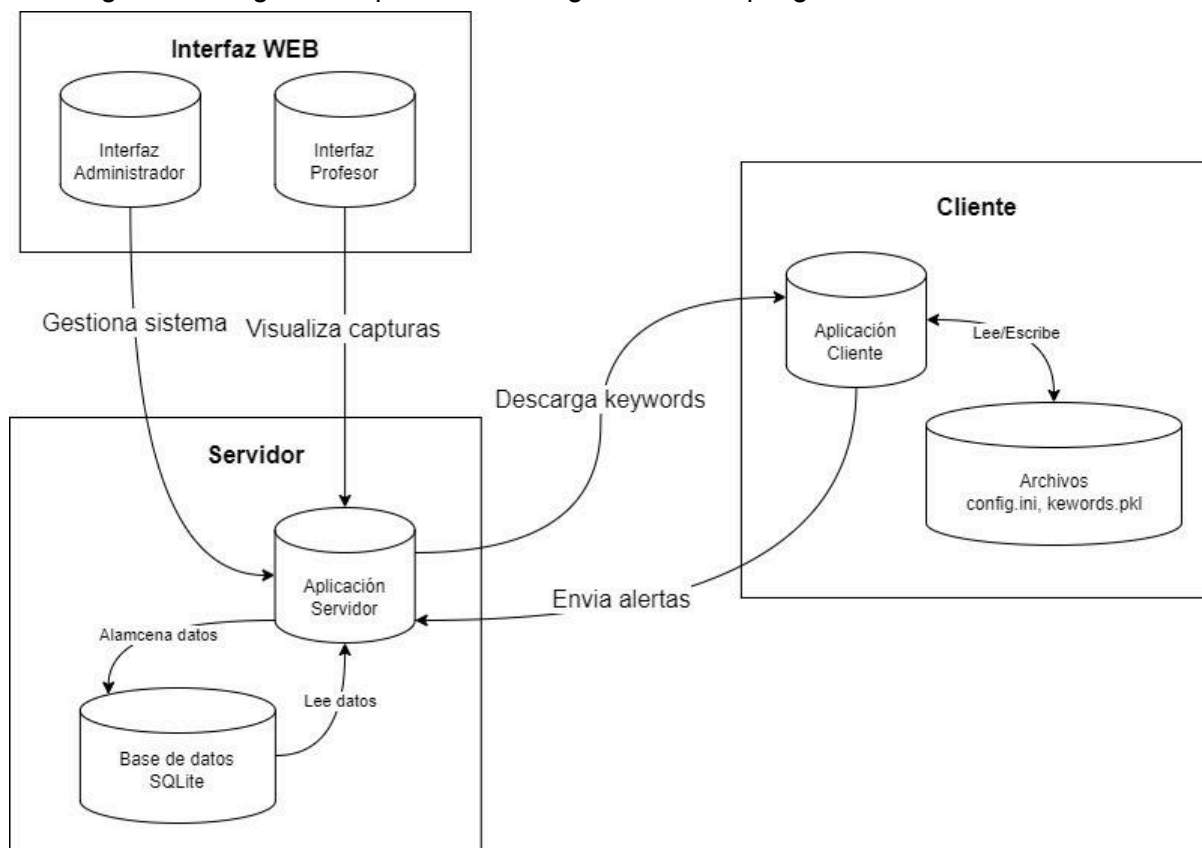 Interfaz WEB
Interfaz
Administrador
Interfaz
Profesor
Gestiona sistema
Visualiza capturas
Cliente
Aplicación
Cliente
Lee/Escribe
Archivos
config.ini, kewords.pkl
Descarga keywords
Envia alertas
Servidor
Aplicación
Servidor
Alamcena datos
Lee datos
Base de datos
SQLite